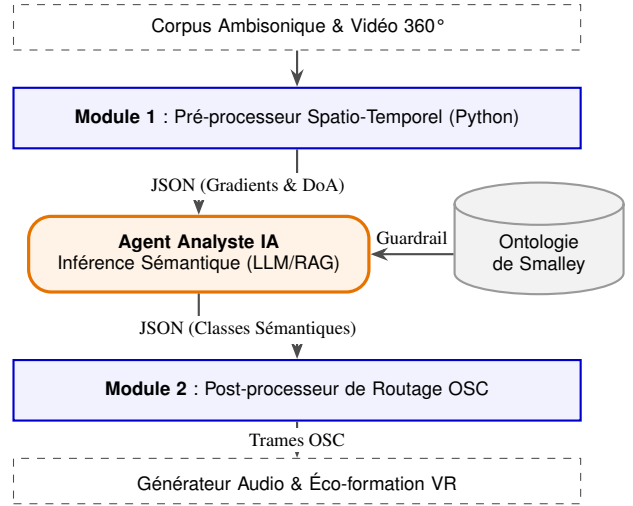 Corpus Ambisonique & Vidéo 360°
Module 1 : Pré-processeur Spatio-Temporel (Python)
JSON (Gradients & DoA)
Agent Analyste IA
Inférence Sémantique (LLM/RAG)
Guardrail
Ontologie
de Smalley
JSON (Classes Sémantiques)
Module 2 : Post-processeur de Routage OSC
Trames OSC
Générateur Audio & Éco-formation VR